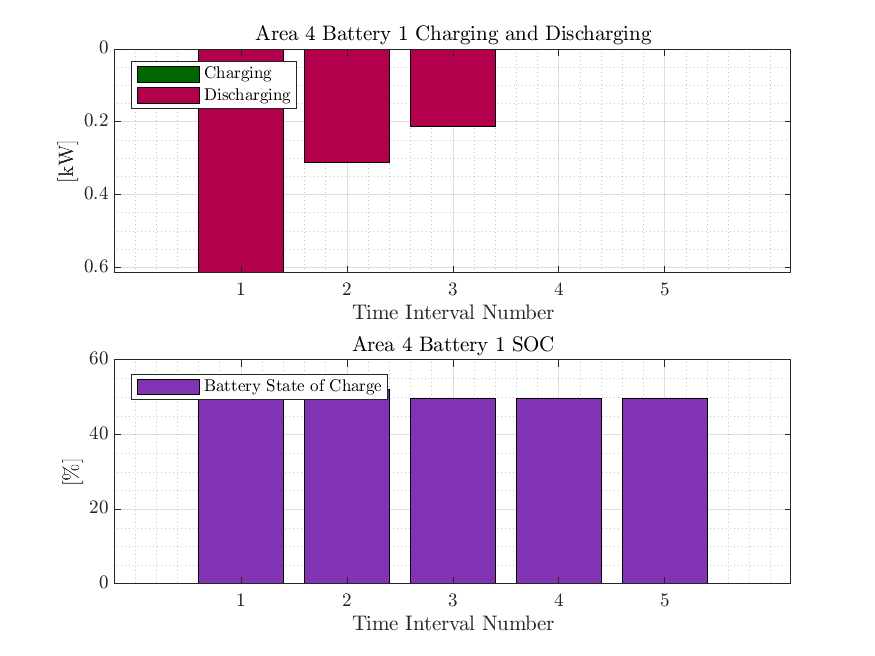 Area 4 Battery 1 Charging and Discharging
0
0.2
0.4
0.6
[kW]
Charging
Discharging
1 2 3 4 5
Time Interval Number
Area 4 Battery 1 SOC
60
40
20
0
[%]
Battery State of Charge
1 2 3 4 5
Time Interval Number